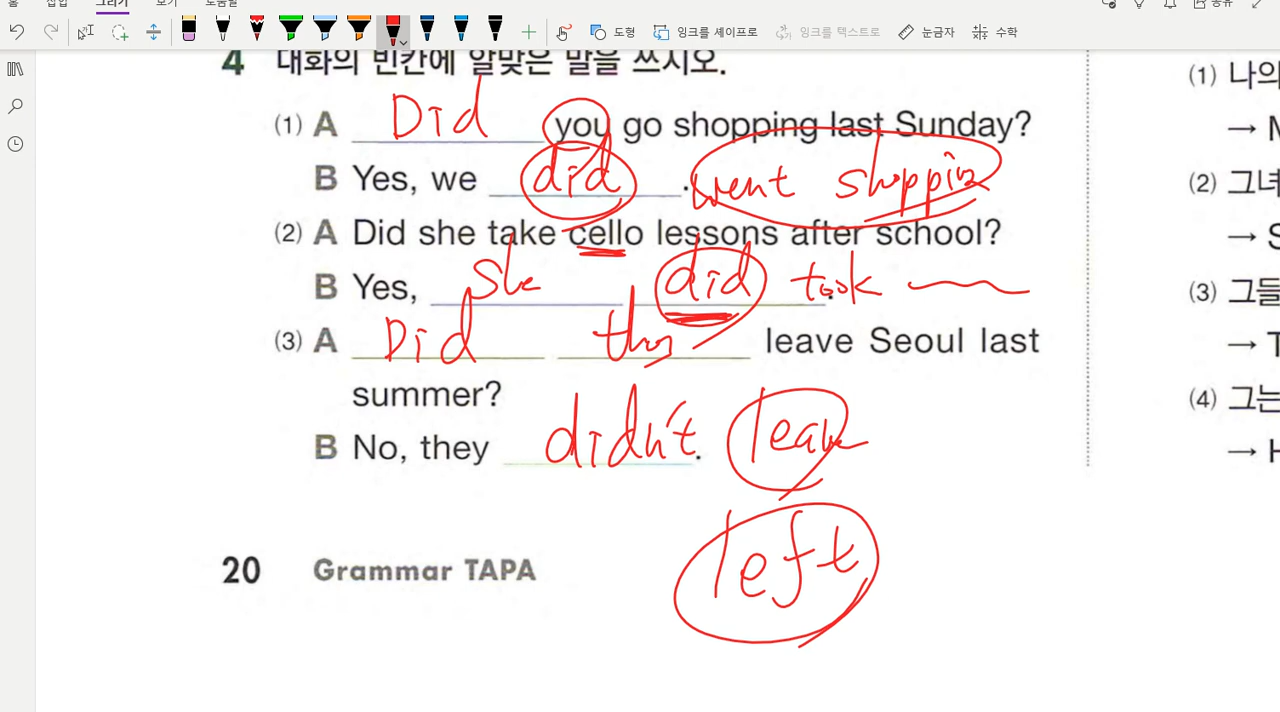 홈 삽입 그리기 보기 도움말 공유
도형 잉크를 셰이프로 잉크를 텍스트로 눈금자 수학
4 대화의 빈칸에 알맞은 말을 쓰시오.
(1) A Did you go shopping last Sunday?
B Yes, we did. went shoppin
(2) A Did she take cello lessons after school?
B Yes, She did. took
(3) A Did they leave Seoul last
summer?
B No, they didn't. leave
left
20 Grammar TAPA
(1) 나의
→
(2) 그녀
→ S
(3) 그들
→ T
(4) 그는
→ H